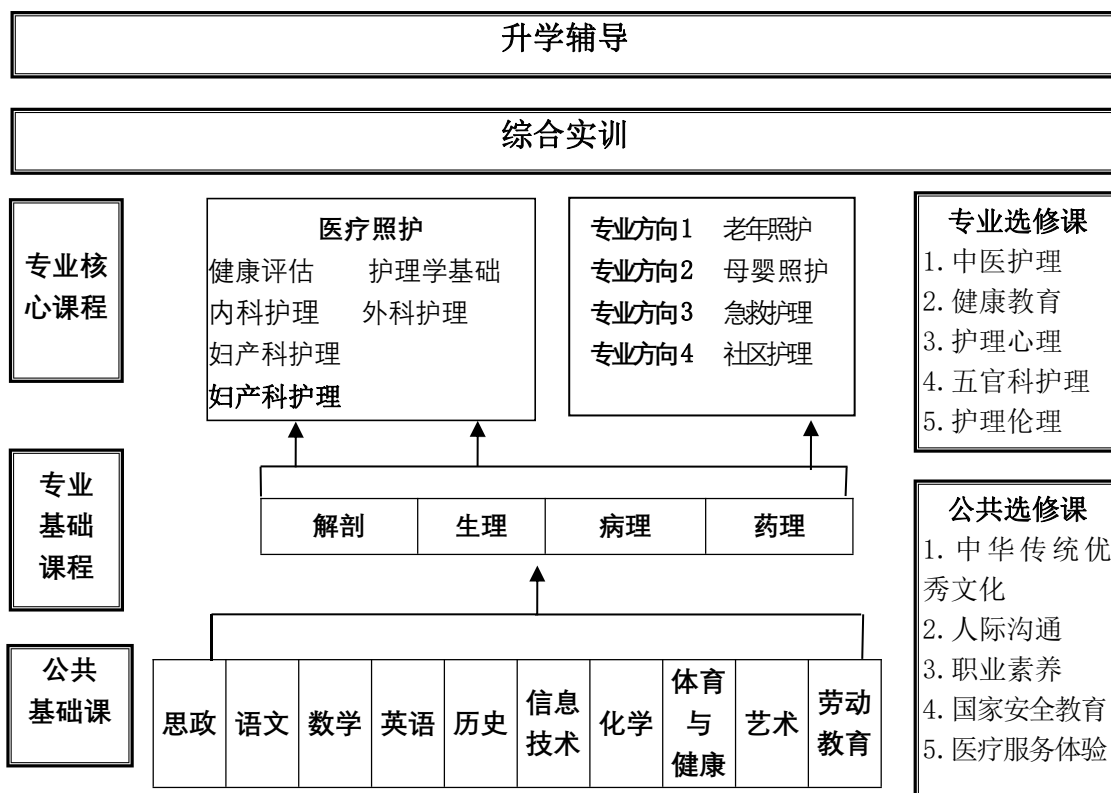 升学辅导
综合实训
专业核
心课程
医疗照护
健康评估 护理学基础
内科护理 外科护理
妇产科护理
妇产科护理
专业方向1 老年照护
专业方向2 母婴照护
专业方向3 急救护理
专业方向4 社区护理
专业选修课
1. 中医护理
2. 健康教育
3. 护理心理
4. 五官科护理
5. 护理伦理
专业
基础
课程
解剖 生理 病理 药理
公共选修课
1. 中华传统优
秀文化
2. 人际沟通
3. 职业素养
4. 国家安全教育
5. 医疗服务体验
公共
基础课
思政 语文 数学 英语 历史
信息
技术
化学
体育
与
健康
艺术
劳动
教育